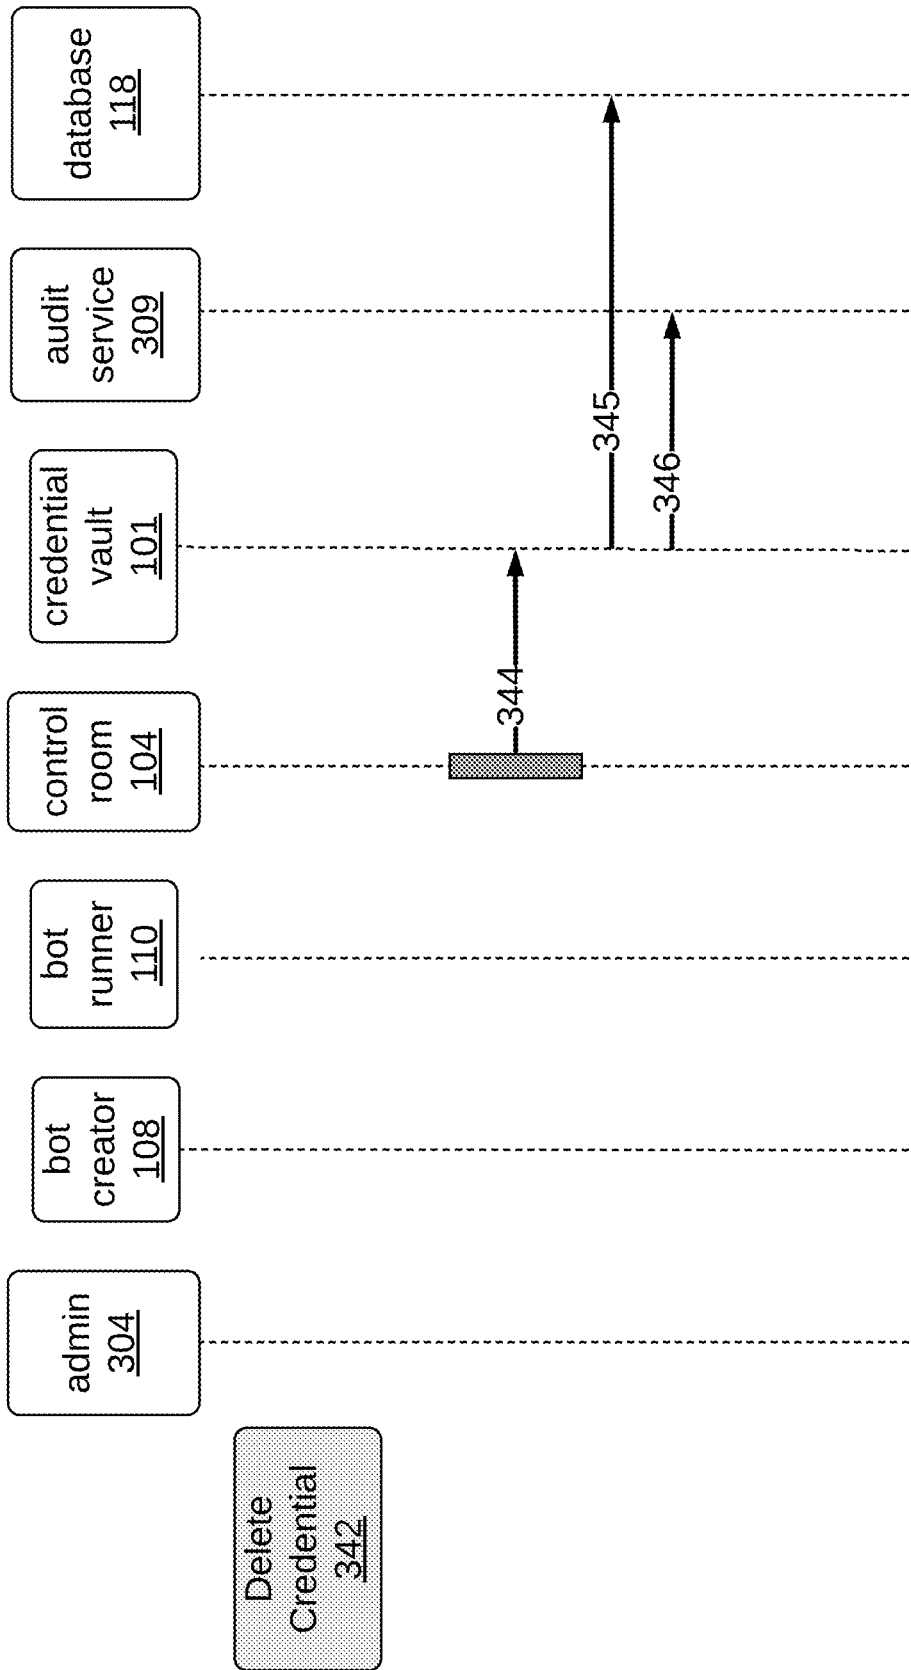 Delete
Credential
342
admin
304
bot
creator
108
bot
runner
110
control
room
104
credential
vault
101
audit
service
309
database
118
344
345
346